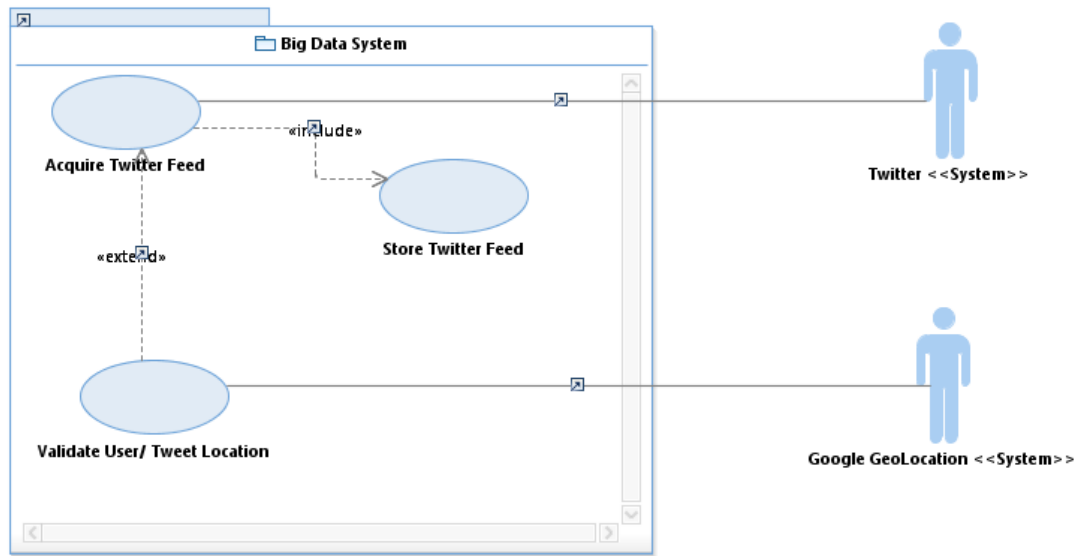 Big Data System
«include»
Acquire Twitter Feed
Twitter <<System>>
Store Twitter Feed
«extend»
Validate User/ Tweet Location
Google GeoLocation <<System>>